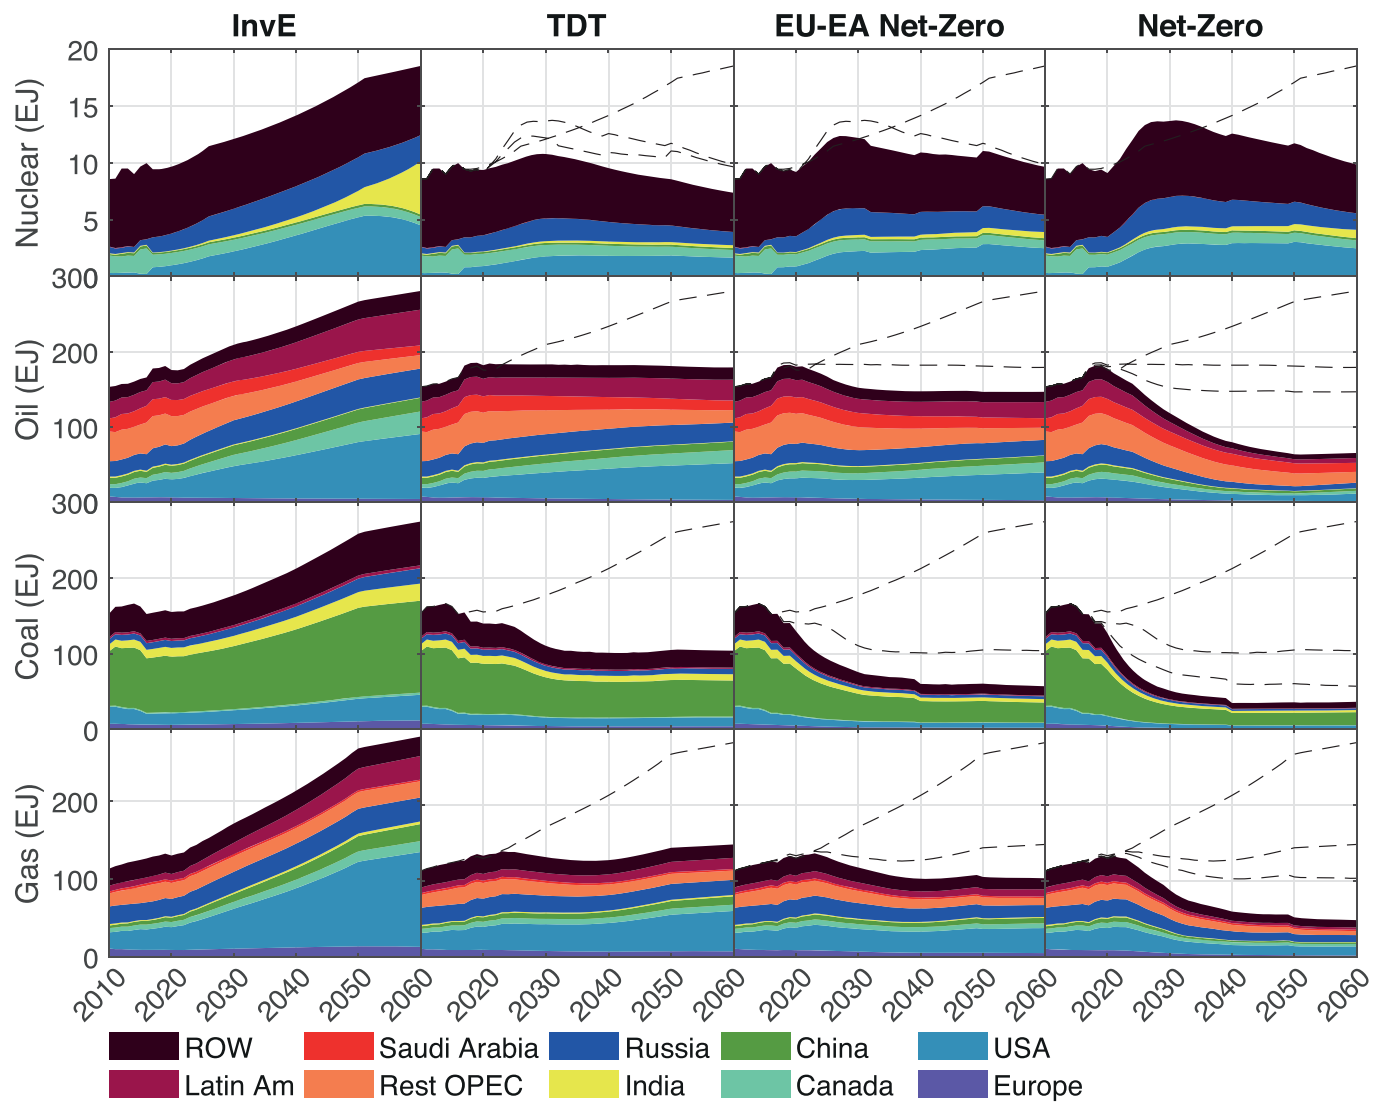 InvE TDT EU-EA Net-Zero Net-Zero
Nuclear (EJ)
20
15
10
5
Oil (EJ)
300
200
100
Coal (EJ)
300
200
100
0
Gas (EJ)
200
100
0
2010 2020 2030 2040 2050 2060 2020 2030 2040 2050 2060 2020 2030 2040 2050 2060 2020 2030 2040 2050 2060
ROW Saudi Arabia Russia China USA
Latin Am Rest OPEC India Canada Europe